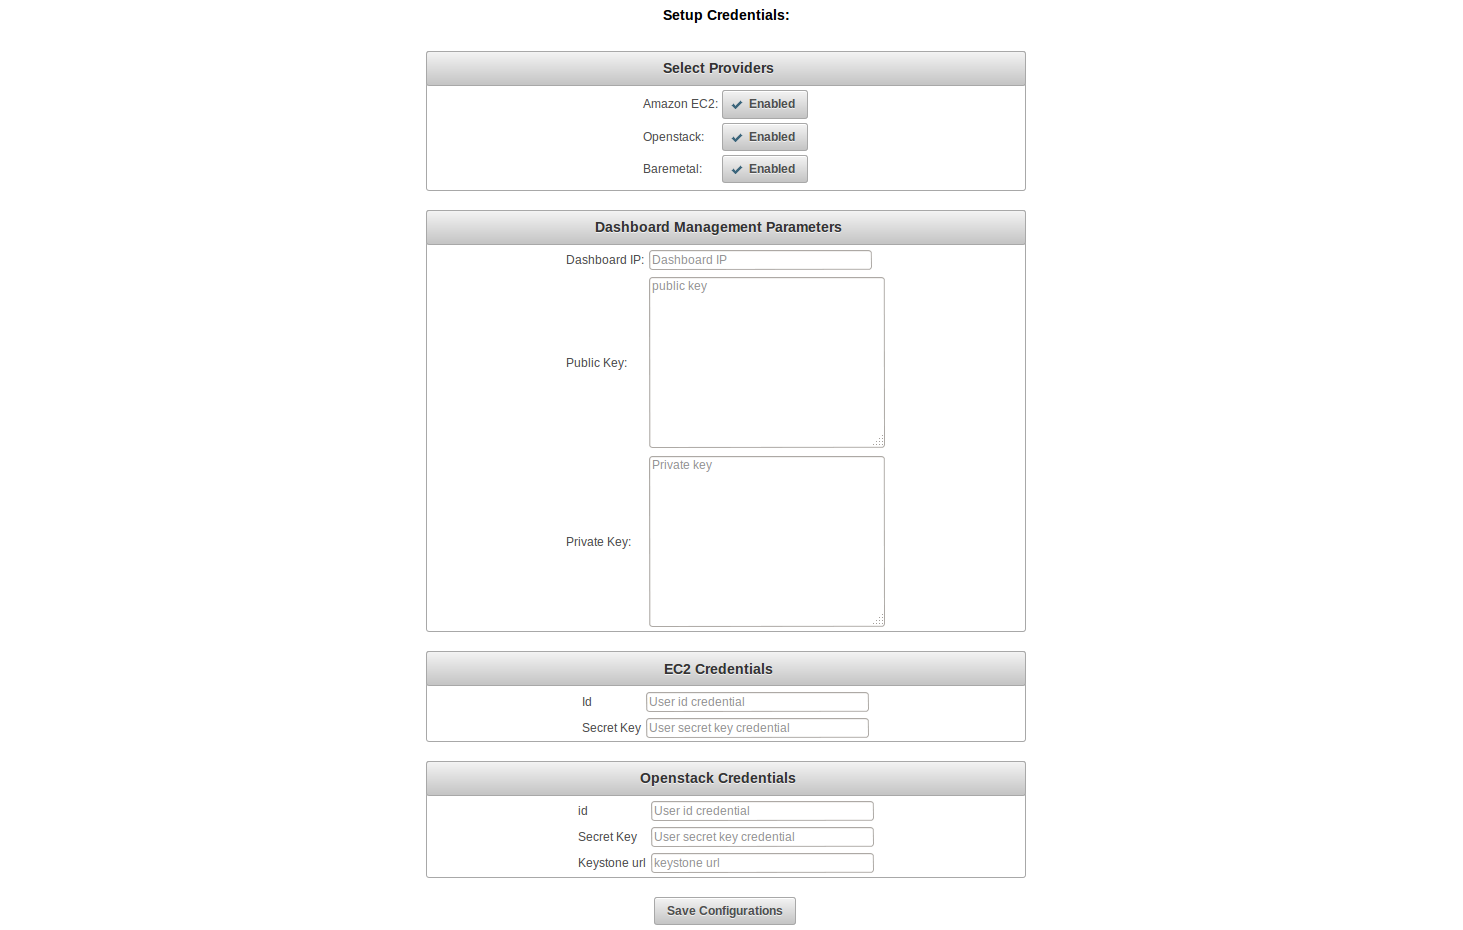 Setup Credentials:
Select Providers
Amazon EC2: Enabled
Openstack: Enabled
Baremetal: Enabled
Dashboard Management Parameters
Dashboard IP: Dashboard IP
public key
Public Key:
Private key
Private Key:
EC2 Credentials
Id User id credential
Secret Key User secret key credential
Openstack Credentials
id User id credential
Secret Key User secret key credential
Keystone url keystone url
Save Configurations